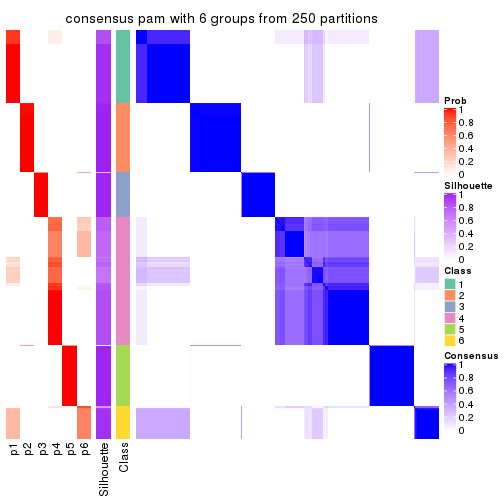 consensus pam with 6 groups from 250 partitions
Prob
1
0.8
0.6
0.4
0.2
0
Silhouette
1
0.8
0.6
0.4
0.2
0
Class
1
2
3
4
5
6
Consensus
1
0.8
0.6
0.4
0.2
0
p1
p2
p3
p4
p5
p6
Silhouette
Class